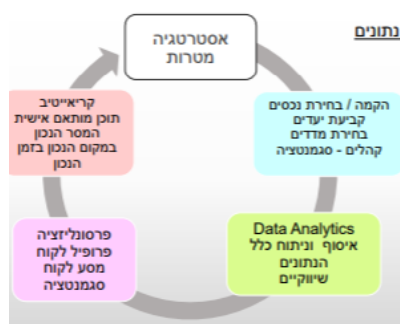 נתונים
אסטרטגיה
מטרות
הקמה / בחירת נכסים
קביעת יעדים
בחירת מדדים
קהלים - סגמנטציה
Data Analytics
איסוף וניתוח כלל
הנתונים
שיווקיים
פרסונליזציה
פרופיל לקוח
מסע לקוח
סגמנטציה
קריאייטיב
תוכן מותאם אישית
המסר הנכון
במקום הנכון בזמן
הנכון